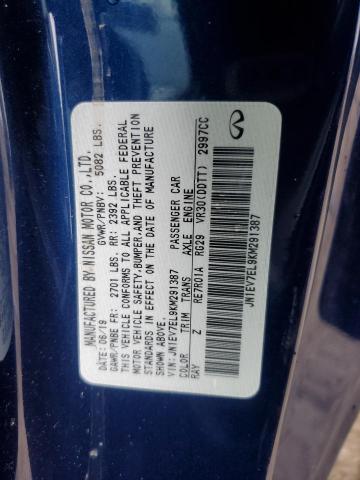 MANUFACTURED BY:NISSAN MOTOR CO.,LTD.
DATE: 06/19 GVWR/PNBV: 5082 LBS.
GAWR/PNBE FR: 2701 LBS. RR: 2392 LBS.
THIS VEHICLE CONFORMS TO ALL APPLICABLE FEDERAL
MOTOR VEHICLE SAFETY,BUMPER,AND THEFT PREVENTION
STANDARDS IN EFFECT ON THE DATE OF MANUFACTURE
SHOWN ABOVE.
VIN: JN1EV7EL9KM291387 PASSENGER CAR
COLOR TRIM TRANS AXLE ENGINE
RAY Z RE7R01A RG29 VR30(DDTT) 2997CC
JN1EV7EL9KM291387